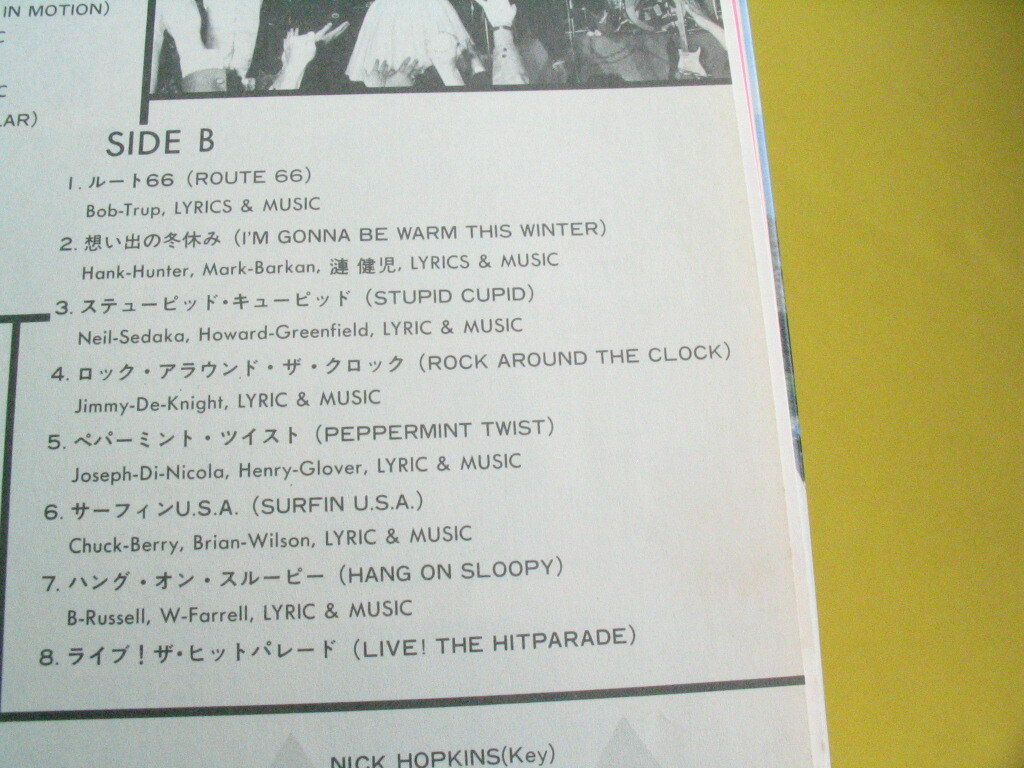 IN MOTION)
C
C
LAR)
SIDE B
1. ルート66 (ROUTE 66)
Bob-Trup, LYRICS & MUSIC
2. 想い出の冬休み (I'M GONNA BE WARM THIS WINTER)
Hank-Hunter, Mark-Barkan, 漣 健児, LYRICS & MUSIC
3. ステューピッド・キューピッド (STUPID CUPID)
Neil-Sedaka, Howard-Greenfield, LYRIC & MUSIC
4. ロック・アラウンド・ザ・クロック (ROCK AROUND THE CLOCK)
Jimmy-De-Knight, LYRIC & MUSIC
5. ペパーミント・ツイスト (PEPPERMINT TWIST)
Joseph-Di-Nicola, Henry-Glover, LYRIC & MUSIC
6. サーフィンU.S.A. (SURFIN U.S.A.)
Chuck-Berry, Brian-Wilson, LYRIC & MUSIC
7. ハング・オン・スルーピー (HANG ON SLOOPY)
B-Russell, W-Farrell, LYRIC & MUSIC
8. ライブ！ザ・ヒットパレード (LIVE! THE HITPARADE)
NICK HOPKINS(Key)